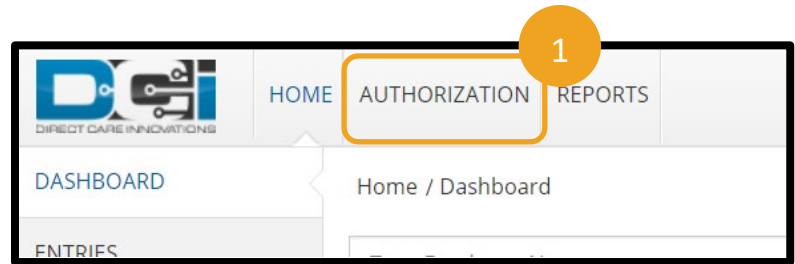 1
DCi
DIRECT CARE INNOVATIONS
HOME AUTHORIZATION REPORTS
DASHBOARD
Home / Dashboard
ENTRIES